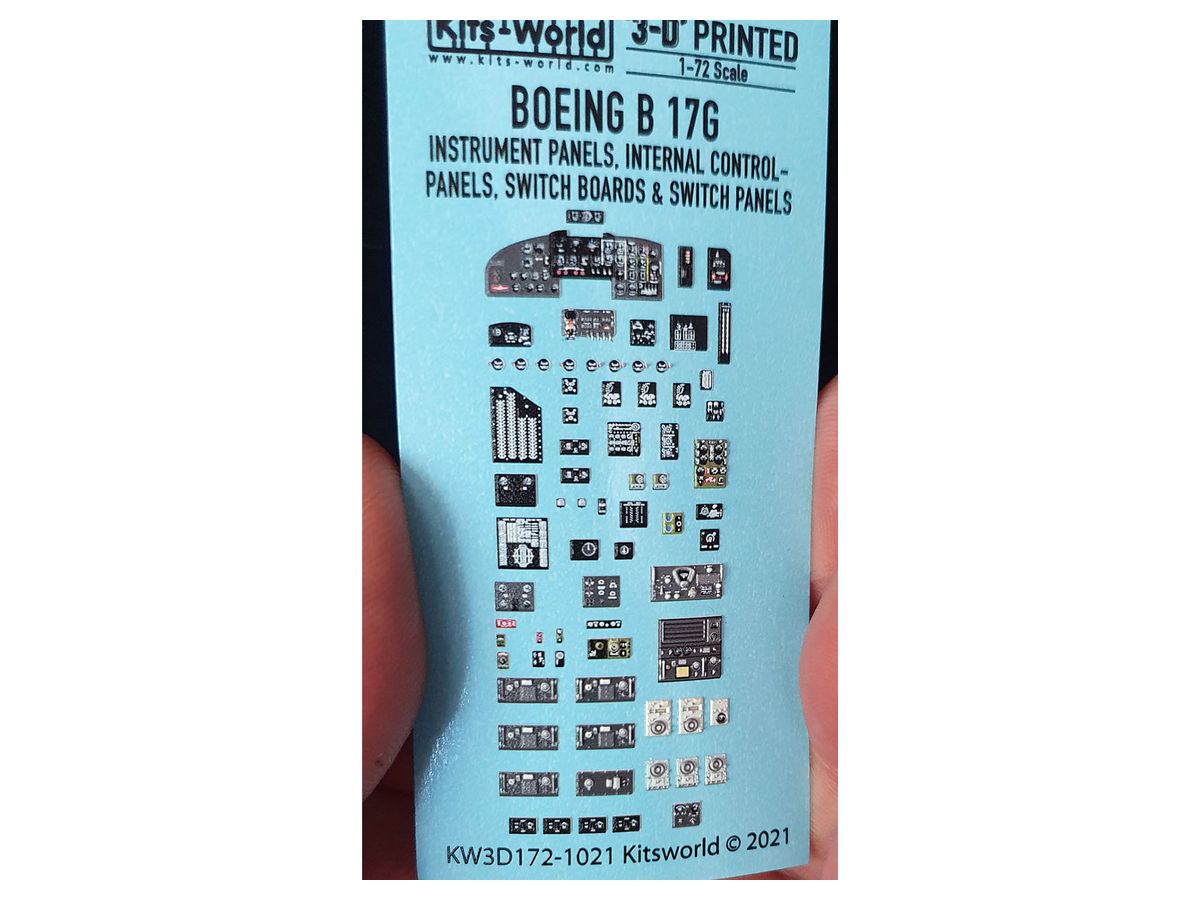 Kits-World
www.kits-world.com
'3-D' PRINTED
1-72 Scale
BOEING B 17G
INSTRUMENT PANELS, INTERNAL CONTROL-
PANELS, SWITCH BOARDS & SWITCH PANELS
KW3D172-1021 Kitsworld © 2021